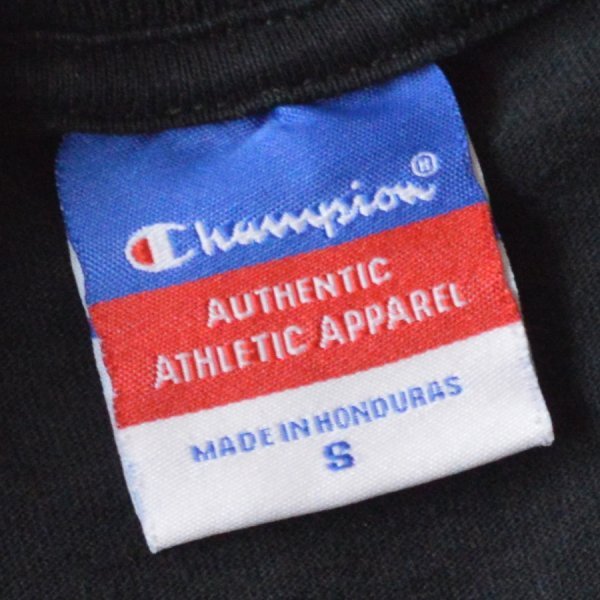 Champion®
AUTHENTIC
ATHLETIC APPAREL
MADE IN HONDURAS
S